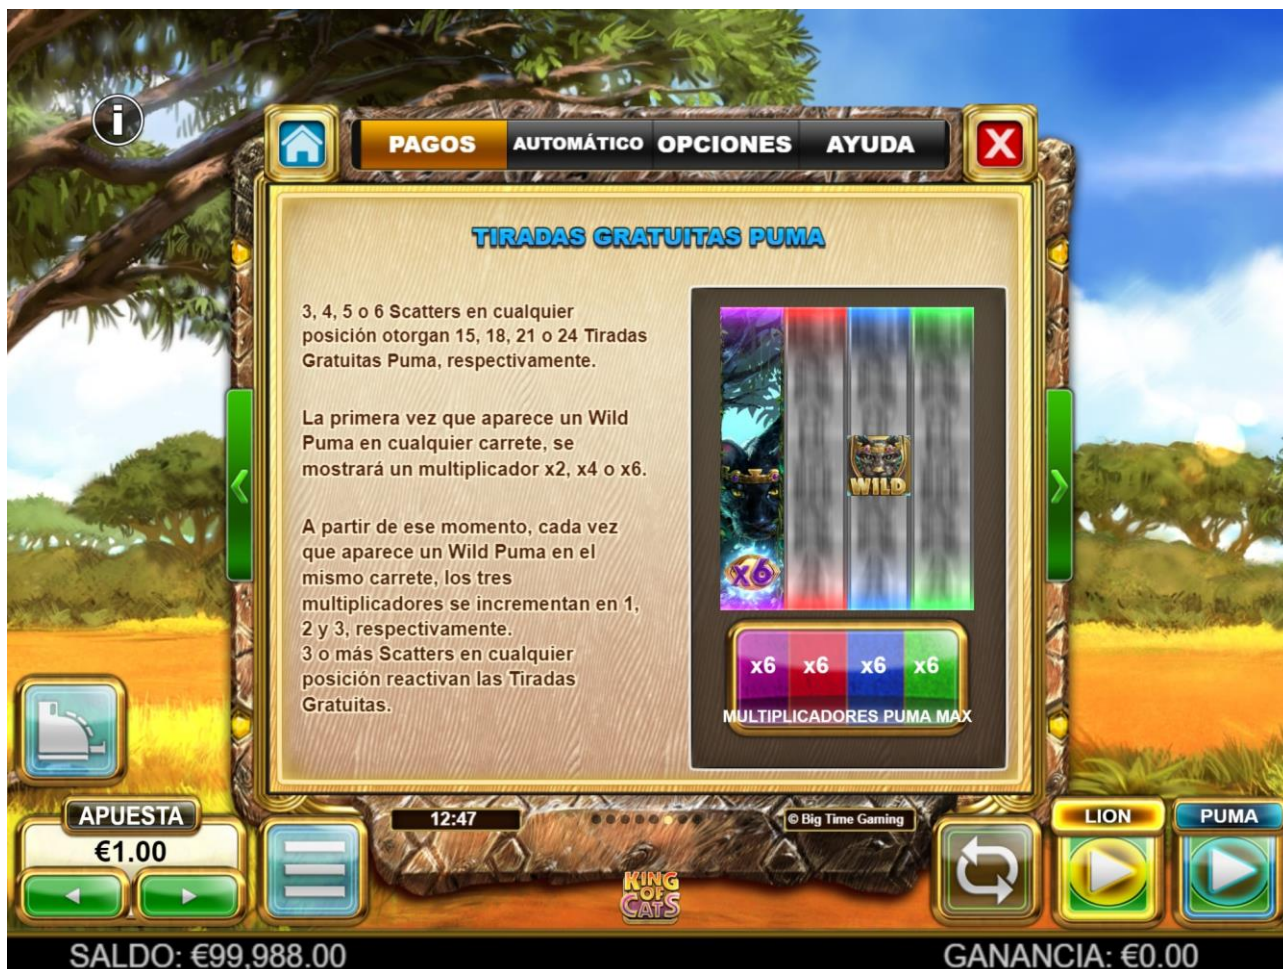 i
PAGOS
AUTOMÁTICO
OPCIONES
AYUDA
X
TIRADAS GRATUITAS PUMA
3, 4, 5 o 6 Scatters en cualquier
posición otorgan 15, 18, 21 o 24 Tiradas
Gratuitas Puma, respectivamente.
La primera vez que aparece un Wild
Puma en cualquier carrete, se
mostrará un multiplicador x2, x4 o x6.
A partir de ese momento, cada vez
que aparece un Wild Puma en el
mismo carrete, los tres
multiplicadores se incrementan en 1,
2 y 3, respectivamente.
3 o más Scatters en cualquier
posición reactivan las Tiradas
Gratuitas.
WILD
x6
x6 x6 x6 x6
MULTIPLICADORES PUMA MAX
APUESTA
€1.00
12:47
© Big Time Gaming
KING
OF
CATS
LION
PUMA
SALDO: €99,988.00
GANANCIA: €0.00